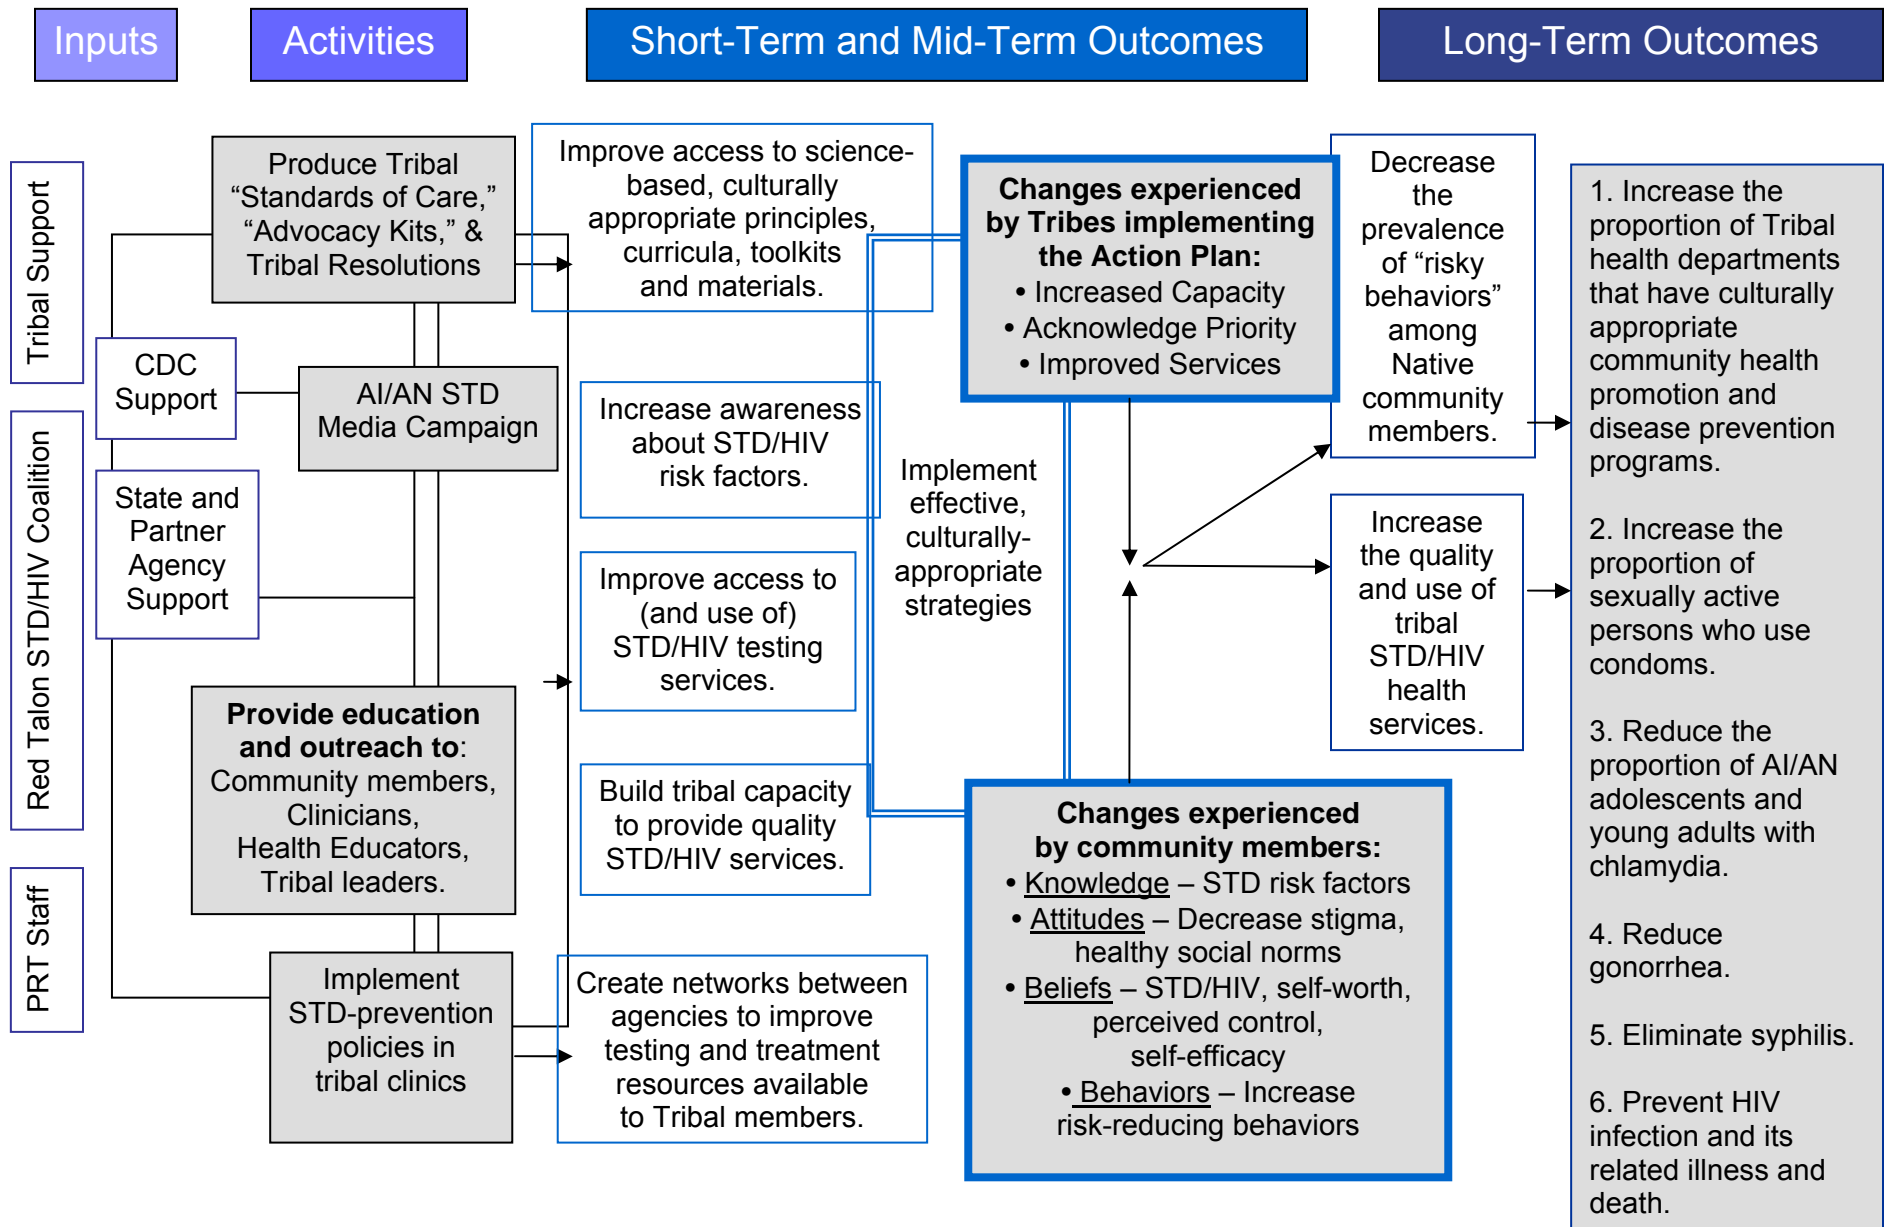 Inputs
Activities
Short-Term and Mid-Term Outcomes
Long-Term Outcomes
Tribal Support
Red Talon STD/HIV Coalition
PRT Staff
CDC
Support
State and
Partner
Agency
Support
Produce Tribal
“Standards of Care,”
“Advocacy Kits,” &
Tribal Resolutions
AI/AN STD
Media Campaign
Provide education
and outreach to:
Community members,
Clinicians,
Health Educators,
Tribal leaders.
Implement
STD-prevention
policies in
tribal clinics
Improve access to science-
based, culturally
appropriate principles,
curricula, toolkits
and materials.
Increase awareness
about STD/HIV
risk factors.
Improve access to
(and use of)
STD/HIV testing
services.
Build tribal capacity
to provide quality
STD/HIV services.
Create networks between
agencies to improve
testing and treatment
resources available
to Tribal members.
Implement
effective,
culturally-
appropriate
strategies
Changes experienced
by Tribes implementing
the Action Plan:
• Increased Capacity
• Acknowledge Priority
• Improved Services
Changes experienced
by community members:
• Knowledge – STD risk factors
• Attitudes – Decrease stigma,
healthy social norms
• Beliefs – STD/HIV, self-worth,
perceived control,
self-efficacy
• Behaviors – Increase
risk-reducing behaviors
Decrease
the
prevalence
of “risky
behaviors”
among
Native
community
members.
Increase
the quality
and use of
tribal
STD/HIV
health
services.
1. Increase the
proportion of Tribal
health departments
that have culturally
appropriate
community health
promotion and
disease prevention
programs.
2. Increase the
proportion of
sexually active
persons who use
condoms.
3. Reduce the
proportion of AI/AN
adolescents and
young adults with
chlamydia.
4. Reduce
gonorrhea.
5. Eliminate syphilis.
6. Prevent HIV
infection and its
related illness and
death.